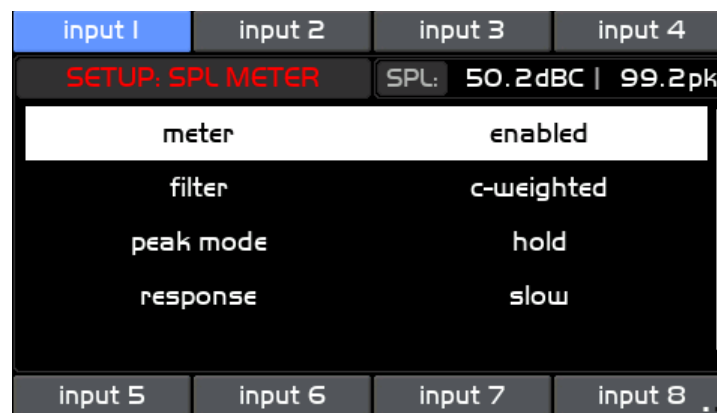 input 1 input 2 input 3 input 4
SETUP: SPL METER SPL: 50.2dBC | 99.2pk
meter enabled
filter c-weighted
peak mode hold
response slow
input 5 input 6 input 7 input 8